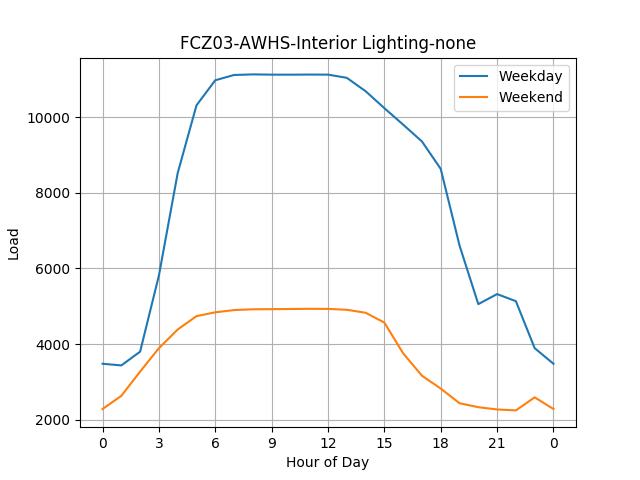 FCZ03-AWHS-Interior Lighting-none
Weekday
Weekend
Load
10000
8000
6000
4000
2000
0 3 6 9 12 15 18 21 0
Hour of Day